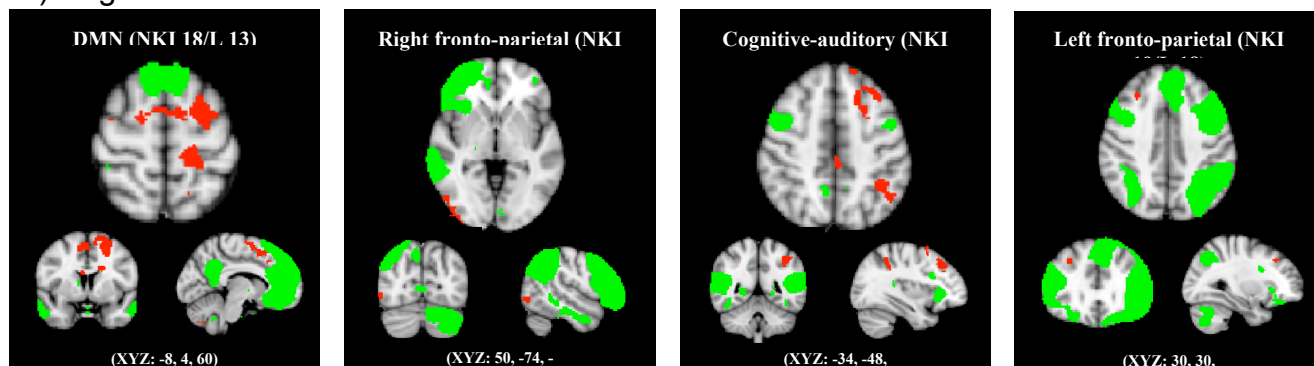 DMN (NKI 18/L 13)
Right fronto-parietal (NKI
Cognitive-auditory (NKI
Left fronto-parietal (NKI
(XYZ: -8, 4, 60)
(XYZ: 50, -74, -
(XYZ: -34, -48,
(XYZ: 30, 30,